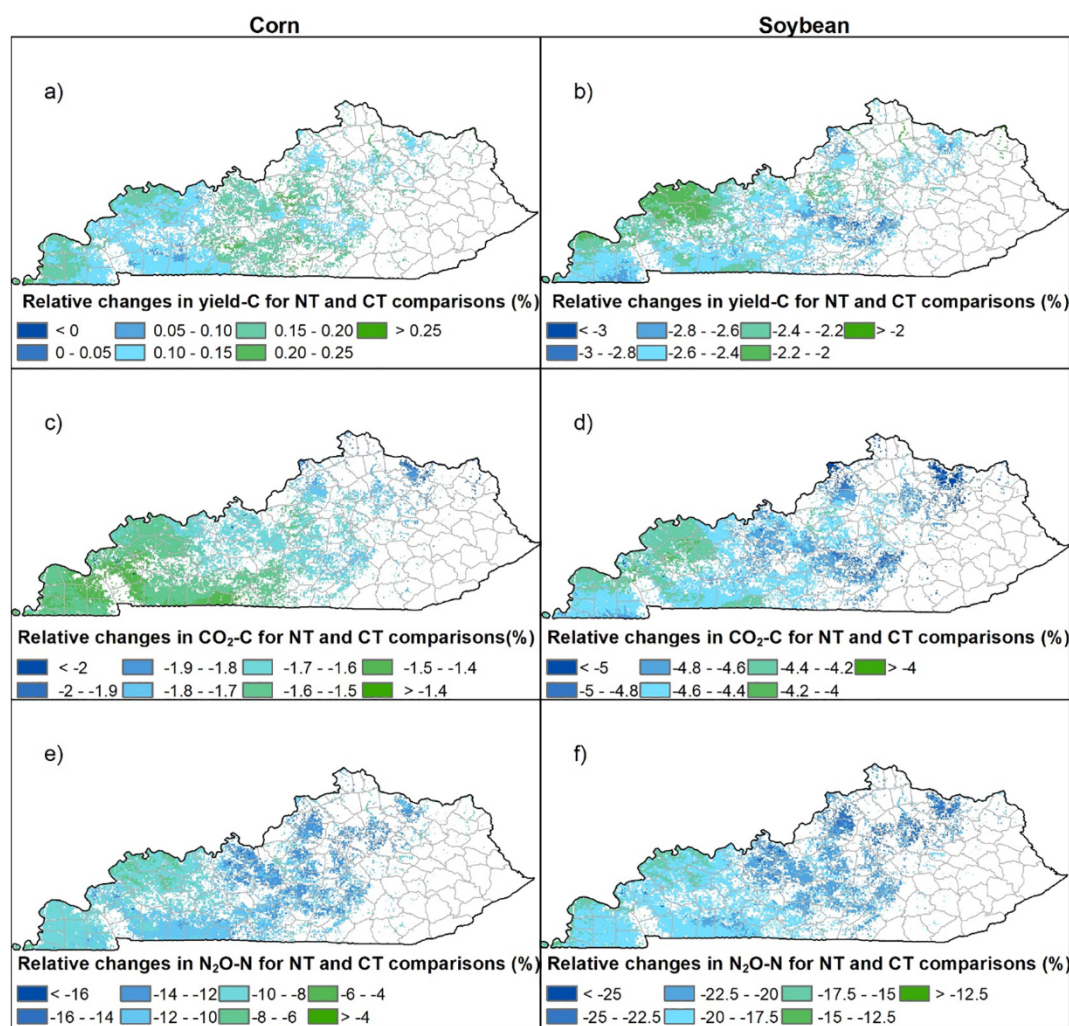 Corn
Soybean
a)
b)
Relative changes in yield-C for NT and CT comparisons (%)
< 0 0.05 - 0.10 0.15 - 0.20 > 0.25
0 - 0.05 0.10 - 0.15 0.20 - 0.25
Relative changes in yield-C for NT and CT comparisons (%)
< -3 -2.8 - -2.6 -2.4 - -2.2 > -2
-3 - -2.8 -2.6 - -2.4 -2.2 - -2
c)
d)
Relative changes in CO₂-C for NT and CT comparisons(%)
< -2 -1.9 - -1.8 -1.7 - -1.6 -1.5 - -1.4
-2 - -1.9 -1.8 - -1.7 -1.6 - -1.5 > -1.4
Relative changes in CO₂-C for NT and CT comparisons (%)
< -5 -4.8 - -4.6 -4.4 - -4.2 > -4
-5 - -4.8 -4.6 - -4.4 -4.2 - -4
e)
f)
Relative changes in N₂O-N for NT and CT comparisons (%)
< -16 -14 - -12 -10 - -8 -6 - -4
-16 - -14 -12 - -10 -8 - -6 > -4
Relative changes in N₂O-N for NT and CT comparisons (%)
< -25 -22.5 - -20 -17.5 - -15 > -12.5
-25 - -22.5 -20 - -17.5 -15 - -12.5